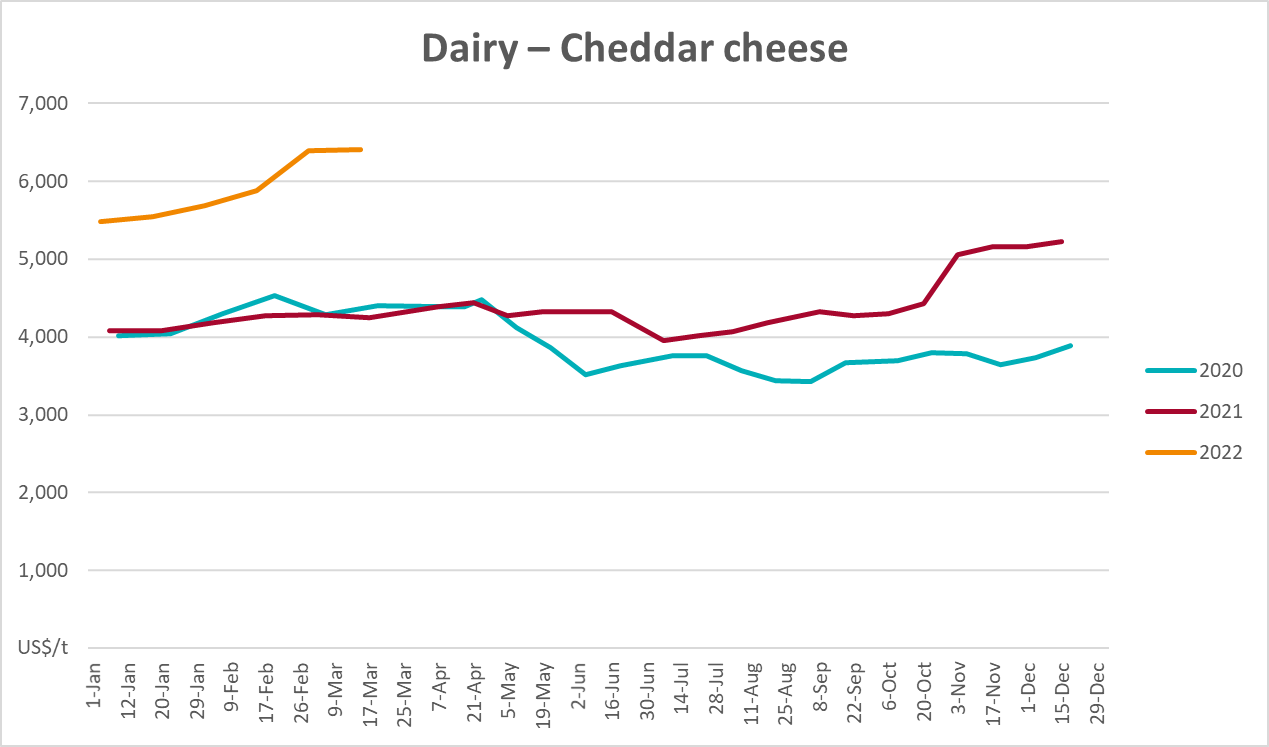 Dairy – Cheddar cheese
7,000
6,000
5,000
4,000
3,000
2,000
1,000
US$/t
1-Jan
12-Jan
20-Jan
29-Jan
9-Feb
17-Feb
26-Feb
9-Mar
17-Mar
25-Mar
7-Apr
21-Apr
5-May
19-May
2-Jun
16-Jun
30-Jun
14-Jul
28-Jul
11-Aug
25-Aug
8-Sep
22-Sep
6-Oct
20-Oct
3-Nov
17-Nov
1-Dec
15-Dec
29-Dec
2020
2021
2022